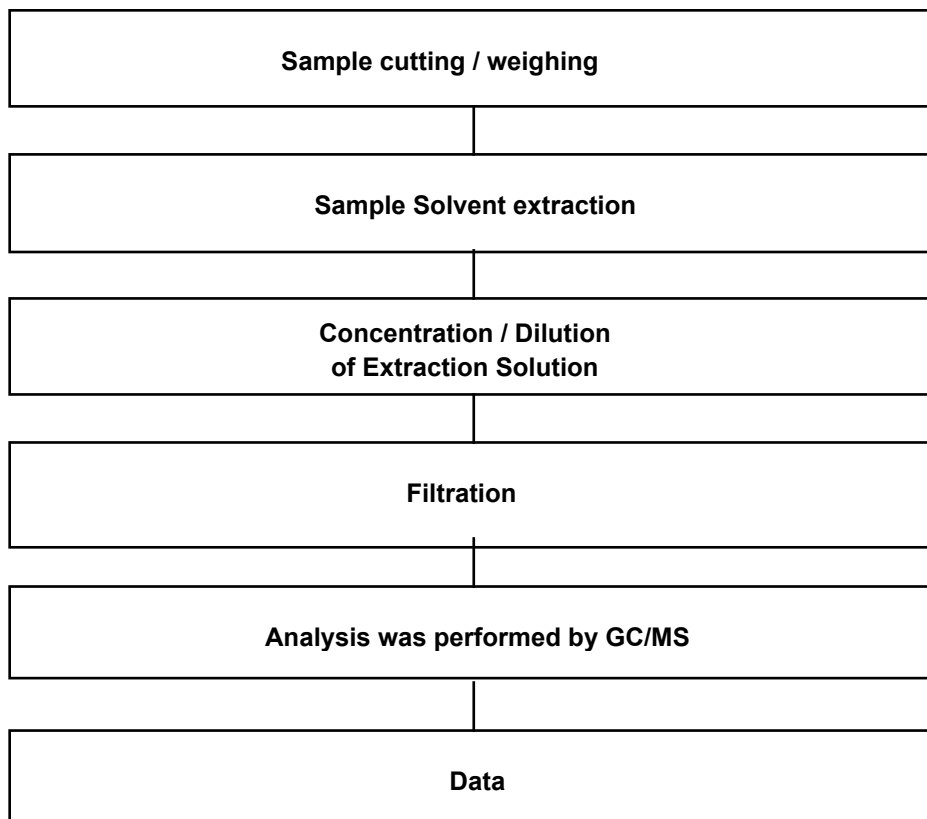 Sample cutting / weighing
Sample Solvent extraction
Concentration / Dilution
of Extraction Solution
Filtration
Analysis was performed by GC/MS
Data